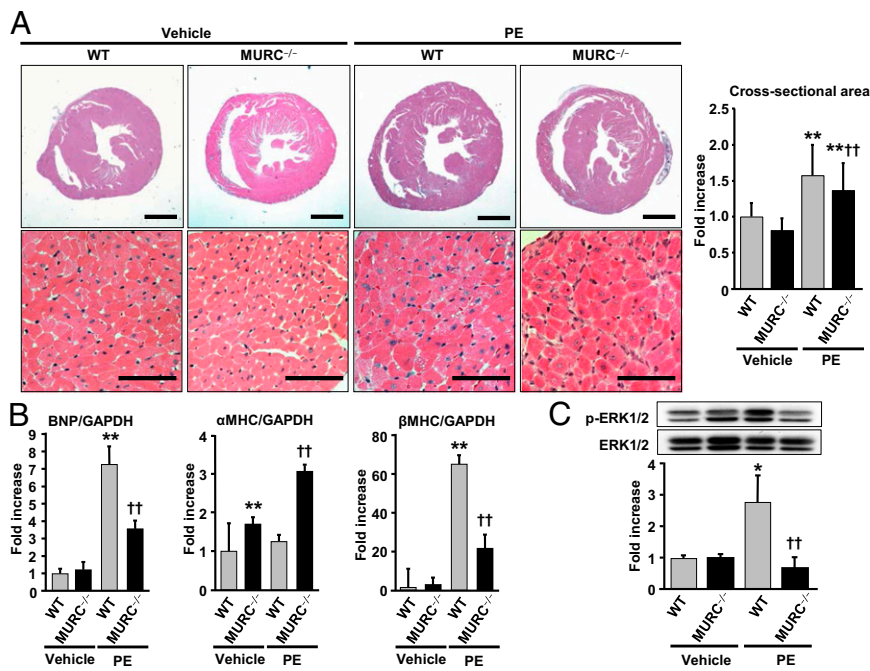 A
Vehicle
PE
WT
MURC−/−
WT
MURC−/−
Cross-sectional area
Fold increase
2.5
2.0
1.5
1.0
0.5
0.0
**
**††
WT
MURC−/−
WT
MURC−/−
Vehicle
PE
B
BNP/GAPDH
Fold increase
9
8
7
6
5
4
3
2
1
0
**
††
WT
MURC−/−
WT
MURC−/−
Vehicle
PE
αMHC/GAPDH
Fold increase
4
3
2
1
0
**
††
WT
MURC−/−
WT
MURC−/−
Vehicle
PE
βMHC/GAPDH
Fold increase
80
60
40
20
0
**
††
WT
MURC−/−
WT
MURC−/−
Vehicle
PE
C
p-ERK1/2
ERK1/2
Fold increase
4
3
2
1
0
*
††
WT
MURC−/−
WT
MURC−/−
Vehicle
PE